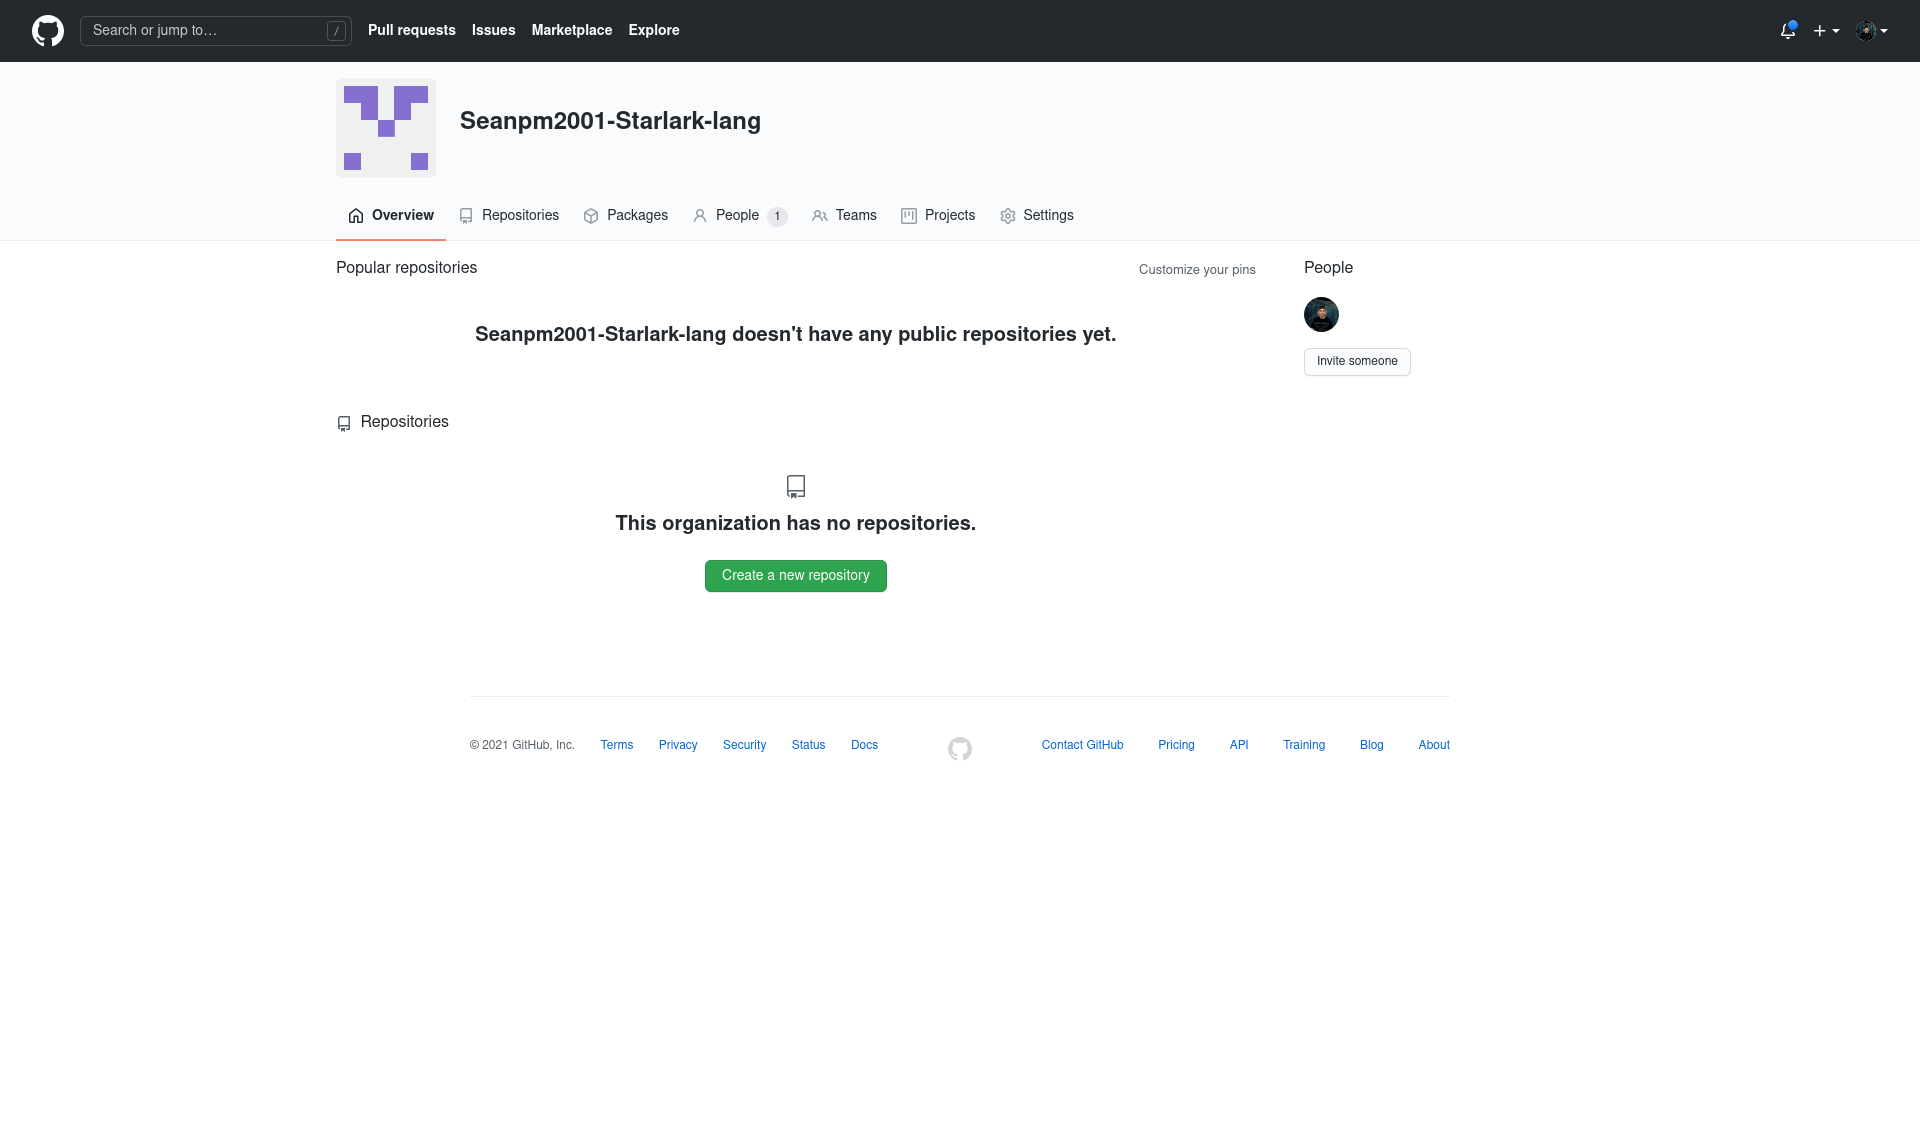 Search or jump to… /
Pull requests Issues Marketplace Explore
Seanpm2001-Starlark-lang
Overview Repositories Packages People 1 Teams Projects Settings
Popular repositories
Customize your pins
People
Seanpm2001-Starlark-lang doesn't have any public repositories yet.
Invite someone
Repositories
This organization has no repositories.
Create a new repository
© 2021 GitHub, Inc. Terms Privacy Security Status Docs Contact GitHub Pricing API Training Blog About